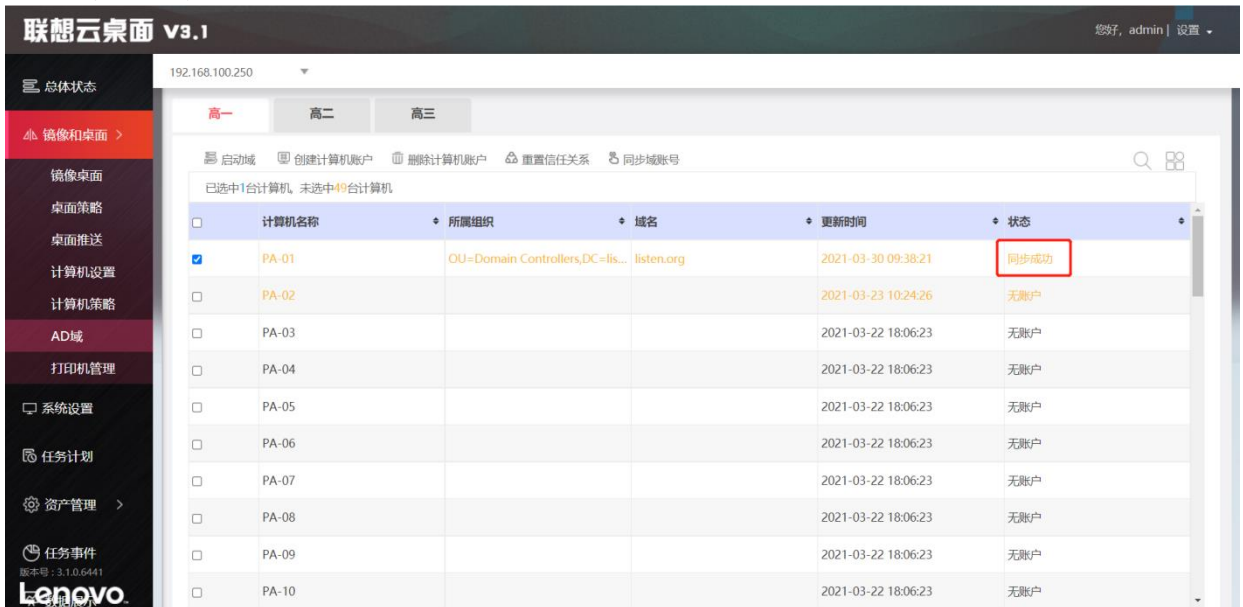 联想云桌面 V3.1
您好，admin | 设置
192.168.100.250
总体状态
镜像和桌面 >
镜像桌面
桌面策略
桌面推送
计算机设置
计算机策略
AD域
打印机管理
系统设置
任务计划
资产管理 >
任务事件
版本号 : 3.1.0.6441
Lenovo
高一 高二 高三
启动域 创建计算机账户 删除计算机账户 重置信任关系 同步域账号
已选中1台计算机，未选中49台计算机
计算机名称 所属组织 域名 更新时间 状态
PA-01 OU=Domain Controllers,DC=lis... listen.org 2021-03-30 09:38:21 同步成功
PA-02 2021-03-23 10:24:26 无账户
PA-03 2021-03-22 18:06:23 无账户
PA-04 2021-03-22 18:06:23 无账户
PA-05 2021-03-22 18:06:23 无账户
PA-06 2021-03-22 18:06:23 无账户
PA-07 2021-03-22 18:06:23 无账户
PA-08 2021-03-22 18:06:23 无账户
PA-09 2021-03-22 18:06:23 无账户
PA-10 2021-03-22 18:06:23 无账户